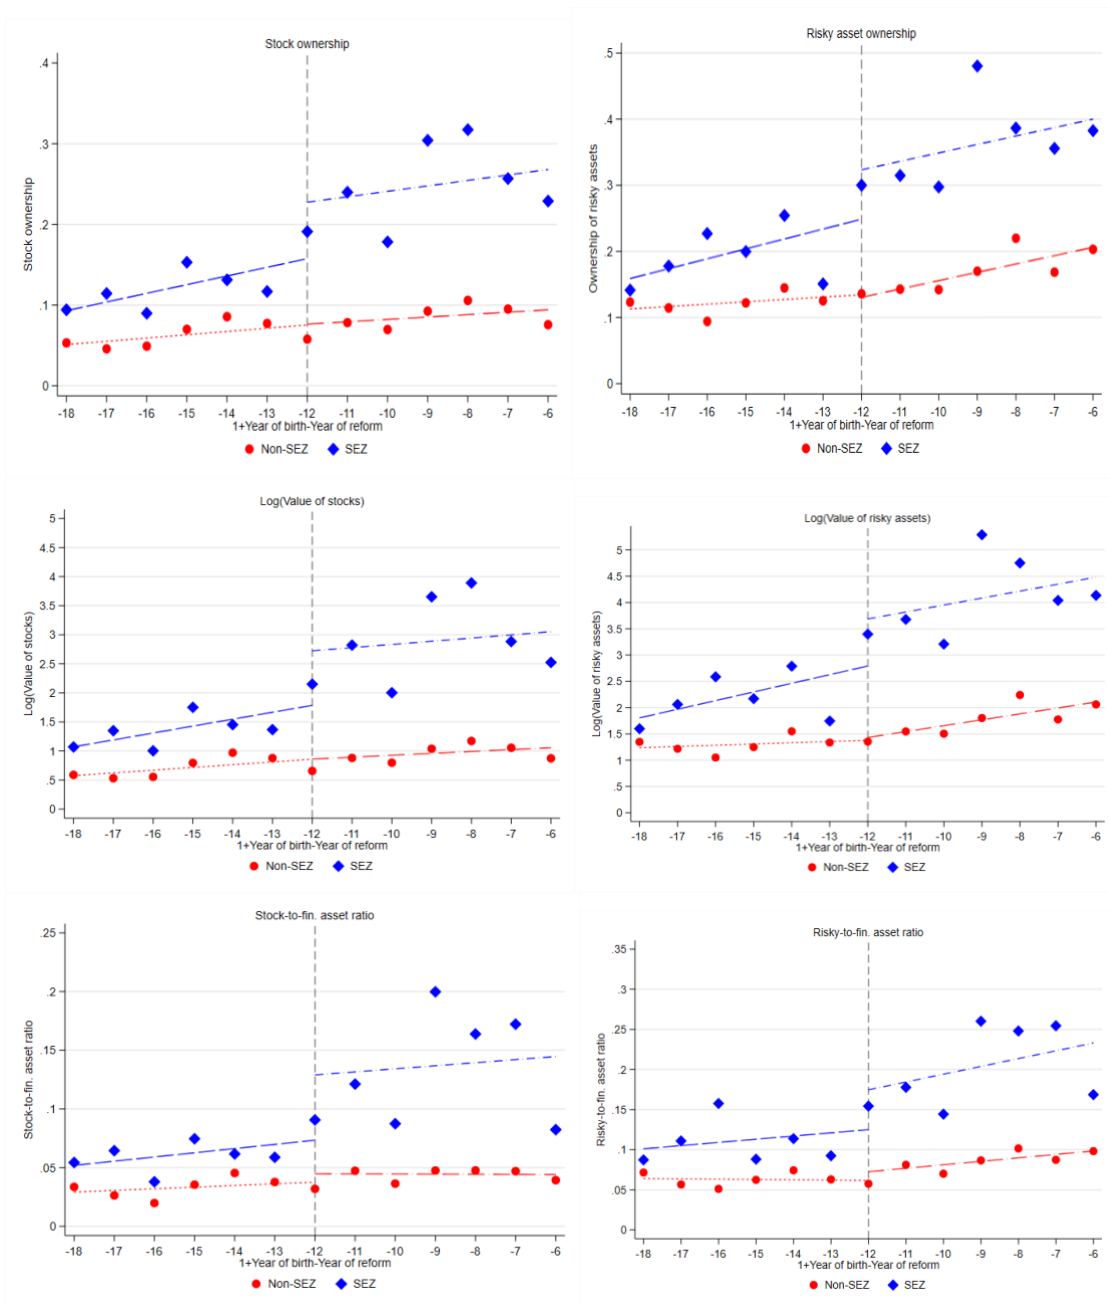 Stock ownership
Stock ownership
.4
.3
.2
.1
0
-18 -17 -16 -15 -14 -13 -12 -11 -10 -9 -8 -7 -6
1+Year of birth-Year of reform
Non-SEZ SEZ
Risky asset ownership
Ownership of risky assets
.5
.4
.3
.2
.1
0
-18 -17 -16 -15 -14 -13 -12 -11 -10 -9 -8 -7 -6
1+Year of birth-Year of reform
Non-SEZ SEZ
Log(Value of stocks)
Log(Value of stocks)
5
4.5
4
3.5
3
2.5
2
1.5
1
.5
0
-18 -17 -16 -15 -14 -13 -12 -11 -10 -9 -8 -7 -6
1+Year of birth-Year of reform
Non-SEZ SEZ
Log(Value of risky assets)
Log(Value of risky assets)
5
4.5
4
3.5
3
2.5
2
1.5
1
.5
0
-18 -17 -16 -15 -14 -13 -12 -11 -10 -9 -8 -7 -6
1+Year of birth-Year of reform
Non-SEZ SEZ
Stock-to-fin. asset ratio
Stock-to-fin. asset ratio
.25
.2
.15
.1
.05
0
-18 -17 -16 -15 -14 -13 -12 -11 -10 -9 -8 -7 -6
1+Year of birth-Year of reform
Non-SEZ SEZ
Risky-to-fin. asset ratio
Risky-to-fin. asset ratio
.35
.3
.25
.2
.15
.1
.05
0
-18 -17 -16 -15 -14 -13 -12 -11 -10 -9 -8 -7 -6
1+Year of birth-Year of reform
Non-SEZ SEZ